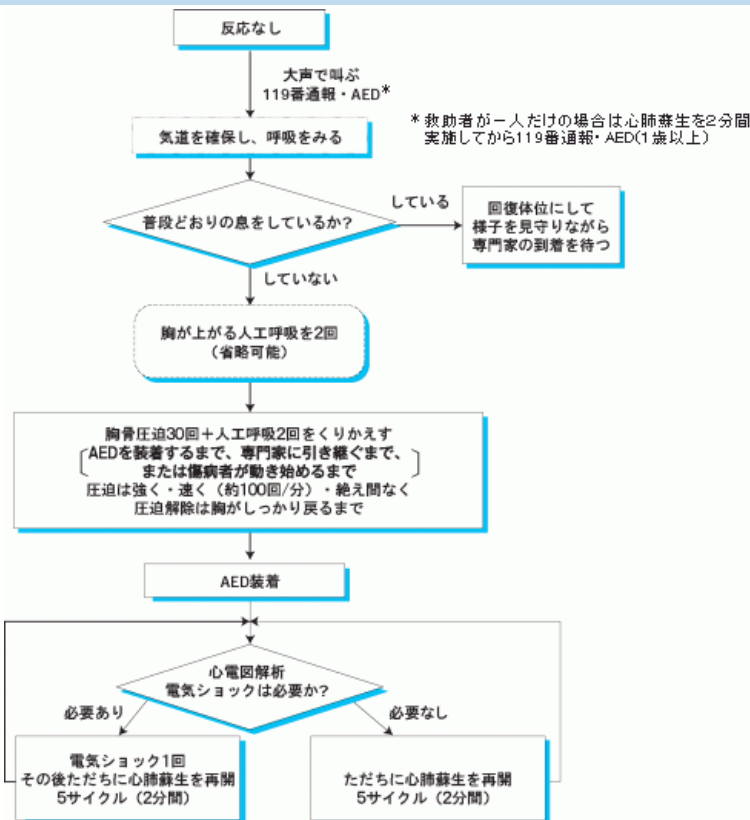 反応なし
大声で叫ぶ
119番通報・AED*
*救助者が一人だけの場合は心肺蘇生を2分間
実施してから119番通報・AED(1歳以上)
気道を確保し、呼吸をみる
普段どおりの息をしているか?
している
回復体位にして
様子を見守りながら
専門家の到着を待つ
していない
胸が上がる人工呼吸を2回
(省略可能)
胸骨圧迫30回+人工呼吸2回をくりかえす
AEDを装着するまで、専門家に引き継ぐまで、
または傷病者が動き始めるまで
圧迫は強く・速く(約100回/分)・絶え間なく
圧迫解除は胸がしっかり戻るまで
AED装着
心電図解析
電気ショックは必要か?
必要あり
必要なし
電気ショック1回
その後ただちに心肺蘇生を再開
5サイクル(2分間)
ただちに心肺蘇生を再開
5サイクル(2分間)